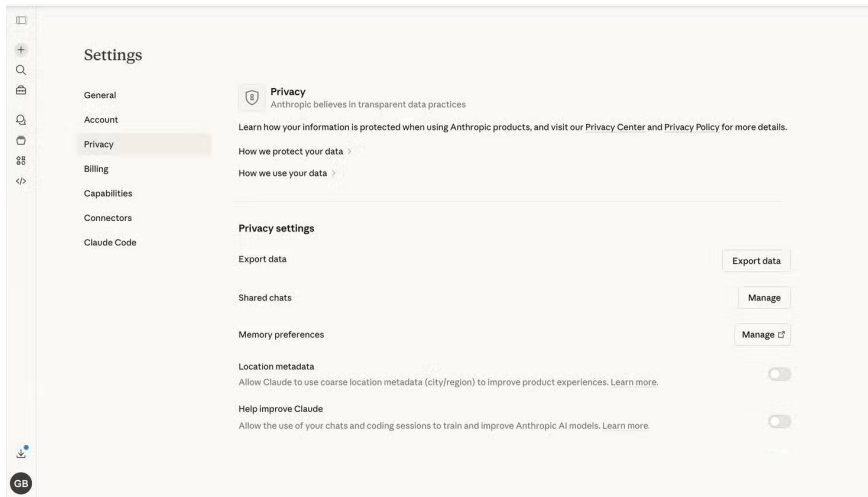 Settings
General
Account
Privacy
Billing
Capabilities
Connectors
Claude Code
Privacy
Anthropic believes in transparent data practices
Learn how your information is protected when using Anthropic products, and visit our Privacy Center and Privacy Policy for more details.
How we protect your data >
How we use your data >
Privacy settings
Export data
Export data
Shared chats
Manage
Memory preferences
Manage
Location metadata
Allow Claude to use coarse location metadata (city/region) to improve product experiences. Learn more.
Help improve Claude
Allow the use of your chats and coding sessions to train and improve Anthropic AI models. Learn more.
GB